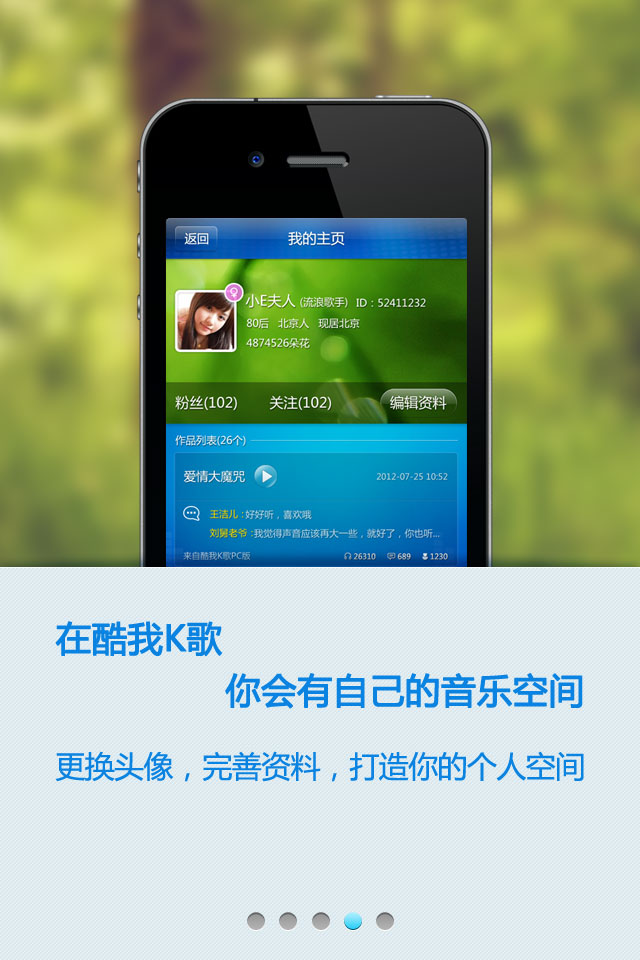 返回
我的主页
小E夫人 (流浪歌手) ID：52411232
80后 北京人 现居北京
4874526朵花
粉丝(102) 关注(102) 编辑资料
作品列表(26个)
爱情大魔咒 2012-07-25 10:52
王洁儿：好好听，喜欢哦
刘舅老爷：我觉得声音应该再大一些，就好了，你也听...
来自酷我K歌PC版 26310 689 1230
在酷我K歌
你会有自己的音乐空间
更换头像，完善资料，打造你的个人空间